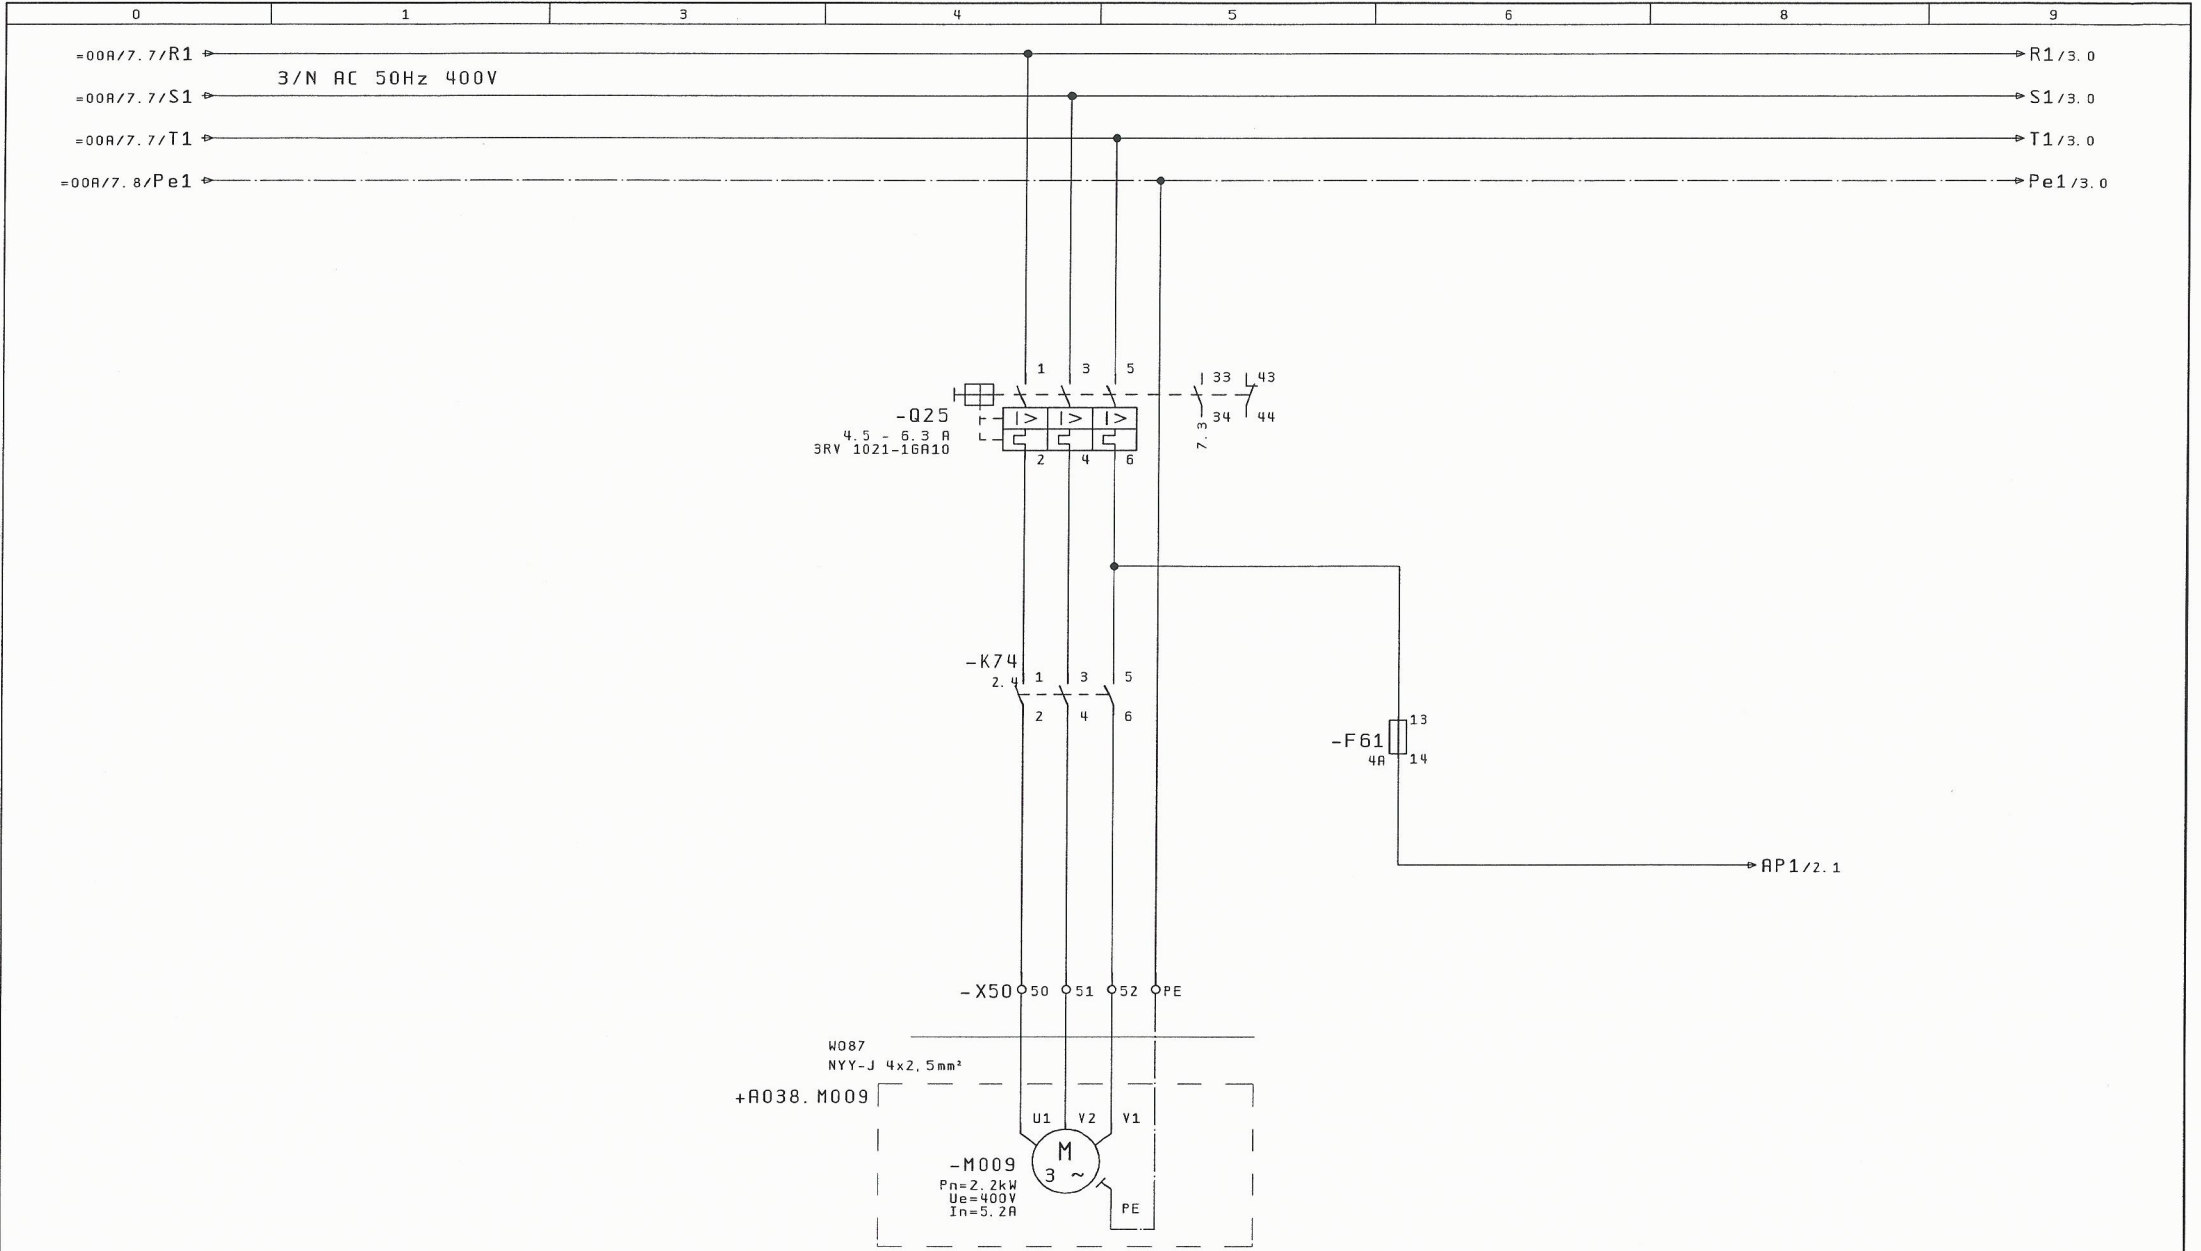 0 1 3 4 5 6 8 9
=00A/7.7/R1
R1/3.0
3/N AC 50Hz 400V
=00A/7.7/S1
S1/3.0
=00A/7.7/T1
T1/3.0
=00A/7.8/Pe1
Pe1/3.0
1 3 5
33 43
-Q25
I> I> I>
34 44
4.5 - 6.3 A
3RV 1021-1GA10
7.3
2 4 6
-K74
2.4
1 3 5
2 4 6
13
-F61
4A
14
AP1/2.1
-X50 50 51 52 PE
W087
NYY-J 4x2,5mm²
+A038.M009
U1 V2 V1
M
3 ~
-M009
Pn=2.2kW
Ue=400V
In=5.2A
PE